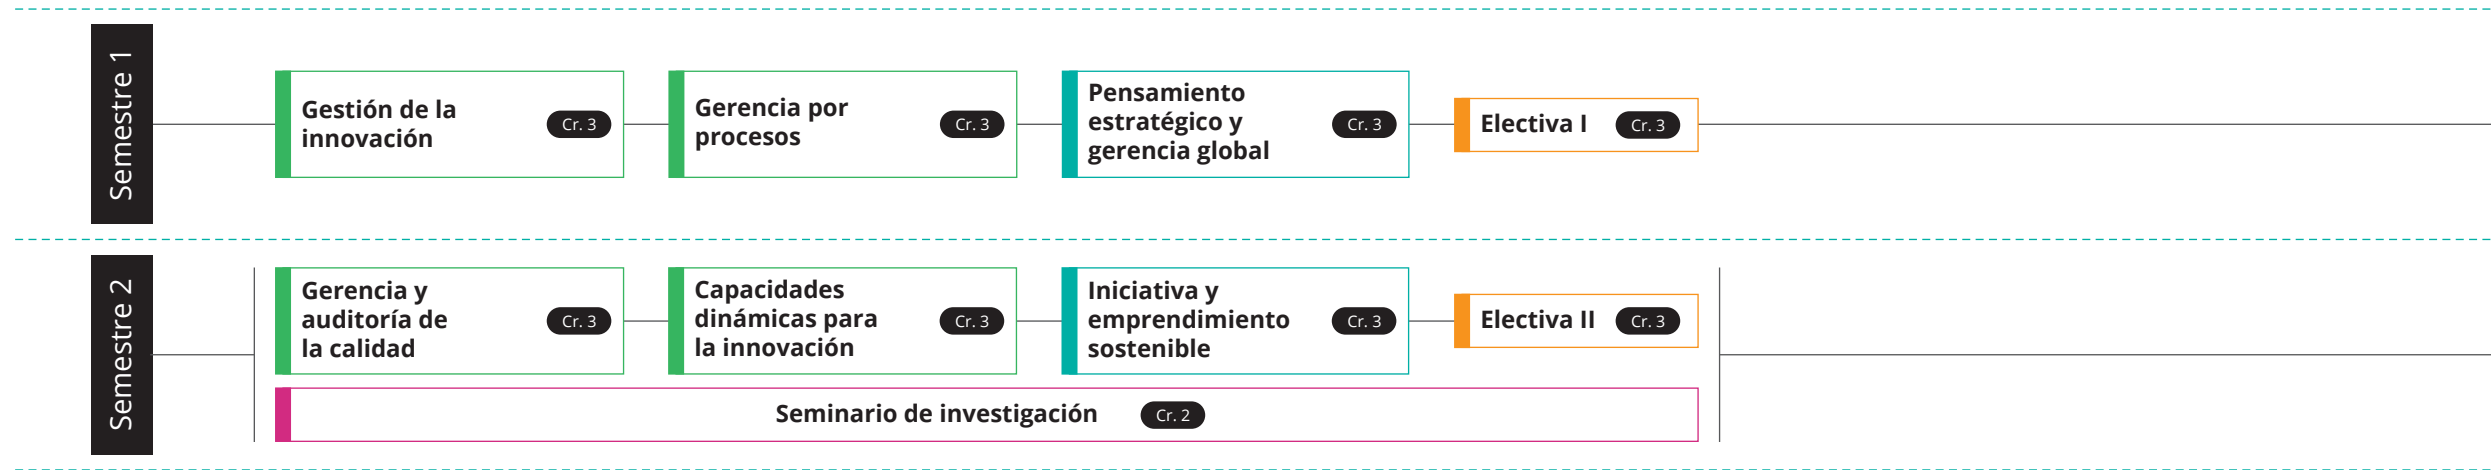 Semestre 1
Gestión de la
innovación
Cr. 3
Gerencia por
procesos
Cr. 3
Pensamiento
estratégico y
gerencia global
Cr. 3
Electiva I
Cr. 3
Semestre 2
Gerencia y
auditoría de
la calidad
Cr. 3
Capacidades
dinámicas para
la innovación
Cr. 3
Iniciativa y
emprendimiento
sostenible
Cr. 3
Electiva II
Cr. 3
Seminario de investigación
Cr. 2